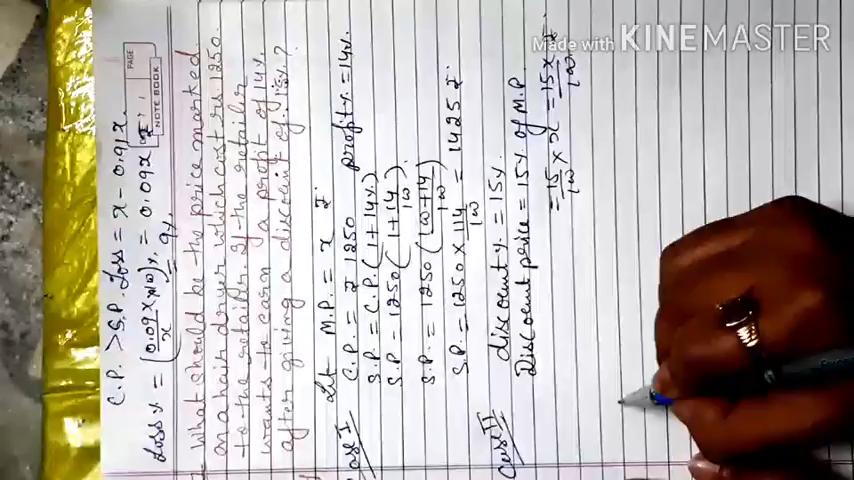 Made with KINEMASTER
PAGE
NOTE BOOK
C.P. > S.P. Loss = x - 0.91x
Loss % = (0.09x/x × 100)% = 0.09x
= 9%
What should be the price marked
on a hair dryer which cost rs 1250
to the retailer If the retailer
wants to earn a profit of 14%
after giving a discount of 15%?
Let M.P. = x ₹
Case I C.P. = ₹ 1250 profit% = 14%
S.P = C.P. (1+14%)
S.P = 1250 (1 + 14/100)
S.P. = 1250 (100+14/100)
S.P. = 1250 × 114/100 = 1425 ₹
Case II discount % = 15%
Discount price = 15% of M.P
= 15/100 × x = 15x/100 ₹